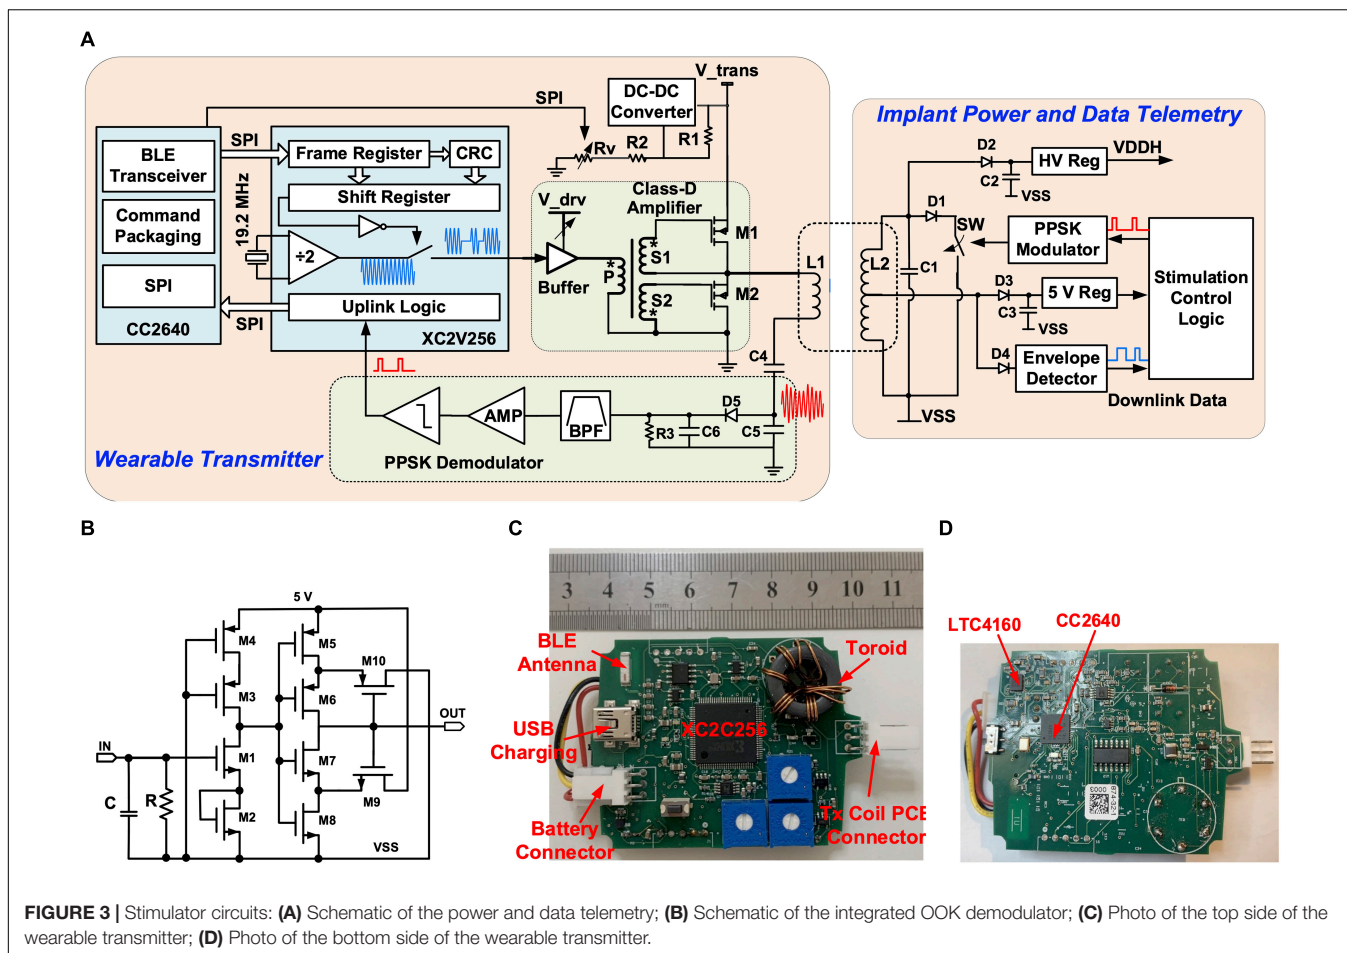 A
V_trans
DC-DC
Converter
SPI
R1
R2
Rv
BLE
Transceiver
Command
Packaging
SPI
CC2640
SPI
SPI
19.2 MHz
Frame Register
CRC
Shift Register
÷2
Uplink Logic
XC2V256
V_drv
Buffer
Class-D
Amplifier
P
*
S1
*
S2
*
M1
M2
L1
L2
C4
PPSK Demodulator
AMP
BPF
R3
C6
D5
C5
Wearable Transmitter
Implant Power and Data Telemetry
D2
C2
VSS
HV Reg
VDDH
D1
SW
C1
PPSK
Modulator
D3
C3
VSS
5 V Reg
D4
Envelope
Detector
Stimulation
Control
Logic
Downlink Data
VSS
B
5 V
M4
M5
M10
M3
M6
OUT
IN
M1
M7
C
R
M9
M2
M8
VSS
C
3 4 5 6 7 8 9 10 11
mm
BLE
Antenna
Toroid
USB
Charging
XC2C256
Battery
Connector
Tx Coil PCB
Connector
D
LTC4160
CC2640
874-32-1
0003
FIGURE 3 | Stimulator circuits: (A) Schematic of the power and data telemetry; (B) Schematic of the integrated OOK demodulator; (C) Photo of the top side of the
wearable transmitter; (D) Photo of the bottom side of the wearable transmitter.